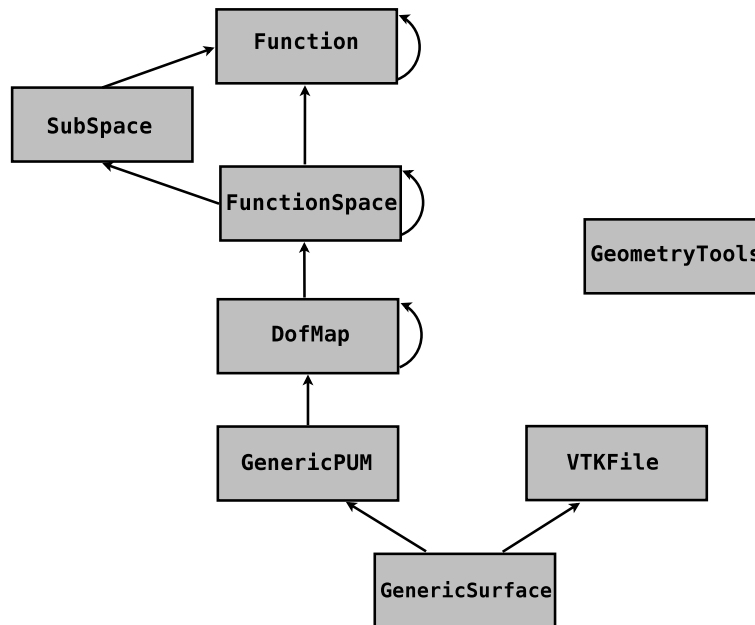 Function
SubSpace
FunctionSpace
GeometryTools
DofMap
GenericPUM
VTKFile
GenericSurface